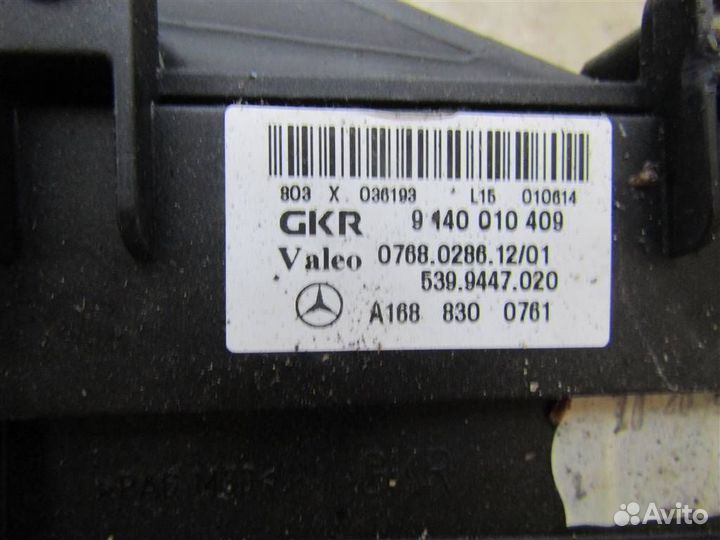 803 X 036193 * L15 010614
GKR 9 140 010 409
Valeo 0768.0286.12/01
539.9447.020
A168 830 0761
GKR
Avito